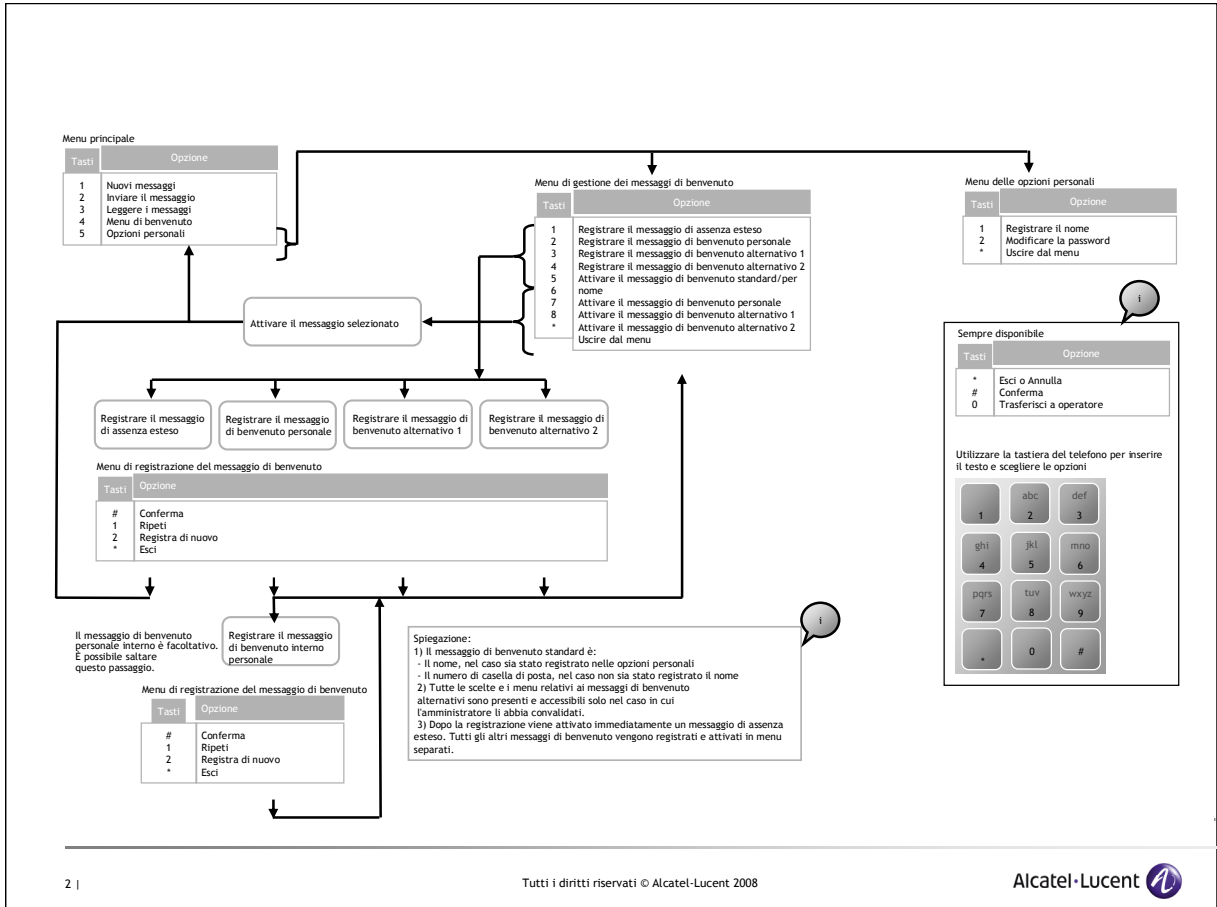 Menu principale
Tasti Opzione
1 Nuovi messaggi
2 Inviare il messaggio
3 Leggere i messaggi
4 Menu di benvenuto
5 Opzioni personali
Menu di gestione dei messaggi di benvenuto
Tasti Opzione
1 Registrare il messaggio di assenza esteso
2 Registrare il messaggio di benvenuto personale
3 Registrare il messaggio di benvenuto alternativo 1
4 Registrare il messaggio di benvenuto alternativo 2
5 Attivare il messaggio di benvenuto standard/per
6 nome
7 Attivare il messaggio di benvenuto personale
8 Attivare il messaggio di benvenuto alternativo 1
* Attivare il messaggio di benvenuto alternativo 2
Uscire dal menu
Menu delle opzioni personali
Tasti Opzione
1 Registrare il nome
2 Modificare la password
* Uscire dal menu
Attivare il messaggio selezionato
i
Sempre disponibile
Tasti Opzione
* Esci o Annulla
# Conferma
0 Trasferisci a operatore
Registrare il messaggio
di assenza esteso
Registrare il messaggio
di benvenuto personale
Registrare il messaggio di
benvenuto alternativo 1
Registrare il messaggio di
benvenuto alternativo 2
Menu di registrazione del messaggio di benvenuto
Tasti Opzione
# Conferma
1 Ripeti
2 Registra di nuovo
* Esci
Utilizzare la tastiera del telefono per inserire
il testo e scegliere le opzioni
abc def
1 2 3
ghi jkl mno
4 5 6
pqrs tuv wxyz
7 8 9
* 0 #
Il messaggio di benvenuto
personale interno è facoltativo.
È possibile saltare
questo passaggio.
Registrare il messaggio
di benvenuto interno
personale
Menu di registrazione del messaggio di benvenuto
Tasti Opzione
# Conferma
1 Ripeti
2 Registra di nuovo
* Esci
i
Spiegazione:
1) Il messaggio di benvenuto standard è:
- Il nome, nel caso sia stato registrato nelle opzioni personali
- Il numero di casella di posta, nel caso non sia stato registrato il nome
2) Tutte le scelte e i menu relativi ai messaggi di benvenuto
alternativi sono presenti e accessibili solo nel caso in cui
l'amministratore li abbia convalidati.
3) Dopo la registrazione viene attivato immediatamente un messaggio di assenza
esteso. Tutti gli altri messaggi di benvenuto vengono registrati e attivati in menu
separati.
2 |
Tutti i diritti riservati © Alcatel-Lucent 2008
Alcatel·Lucent